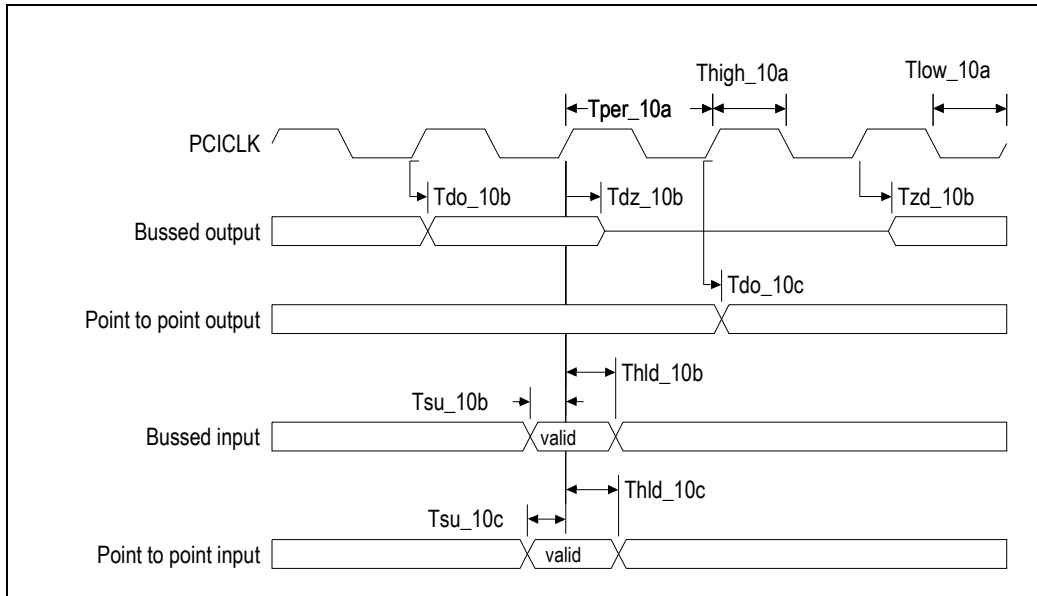 Thigh_10a
Tlow_10a
Tper_10a
PCICLK
Tdo_10b
Tdz_10b
Tzd_10b
Bussed output
Tdo_10c
Point to point output
Thld_10b
Tsu_10b
Bussed input
valid
Thld_10c
Tsu_10c
Point to point input
valid